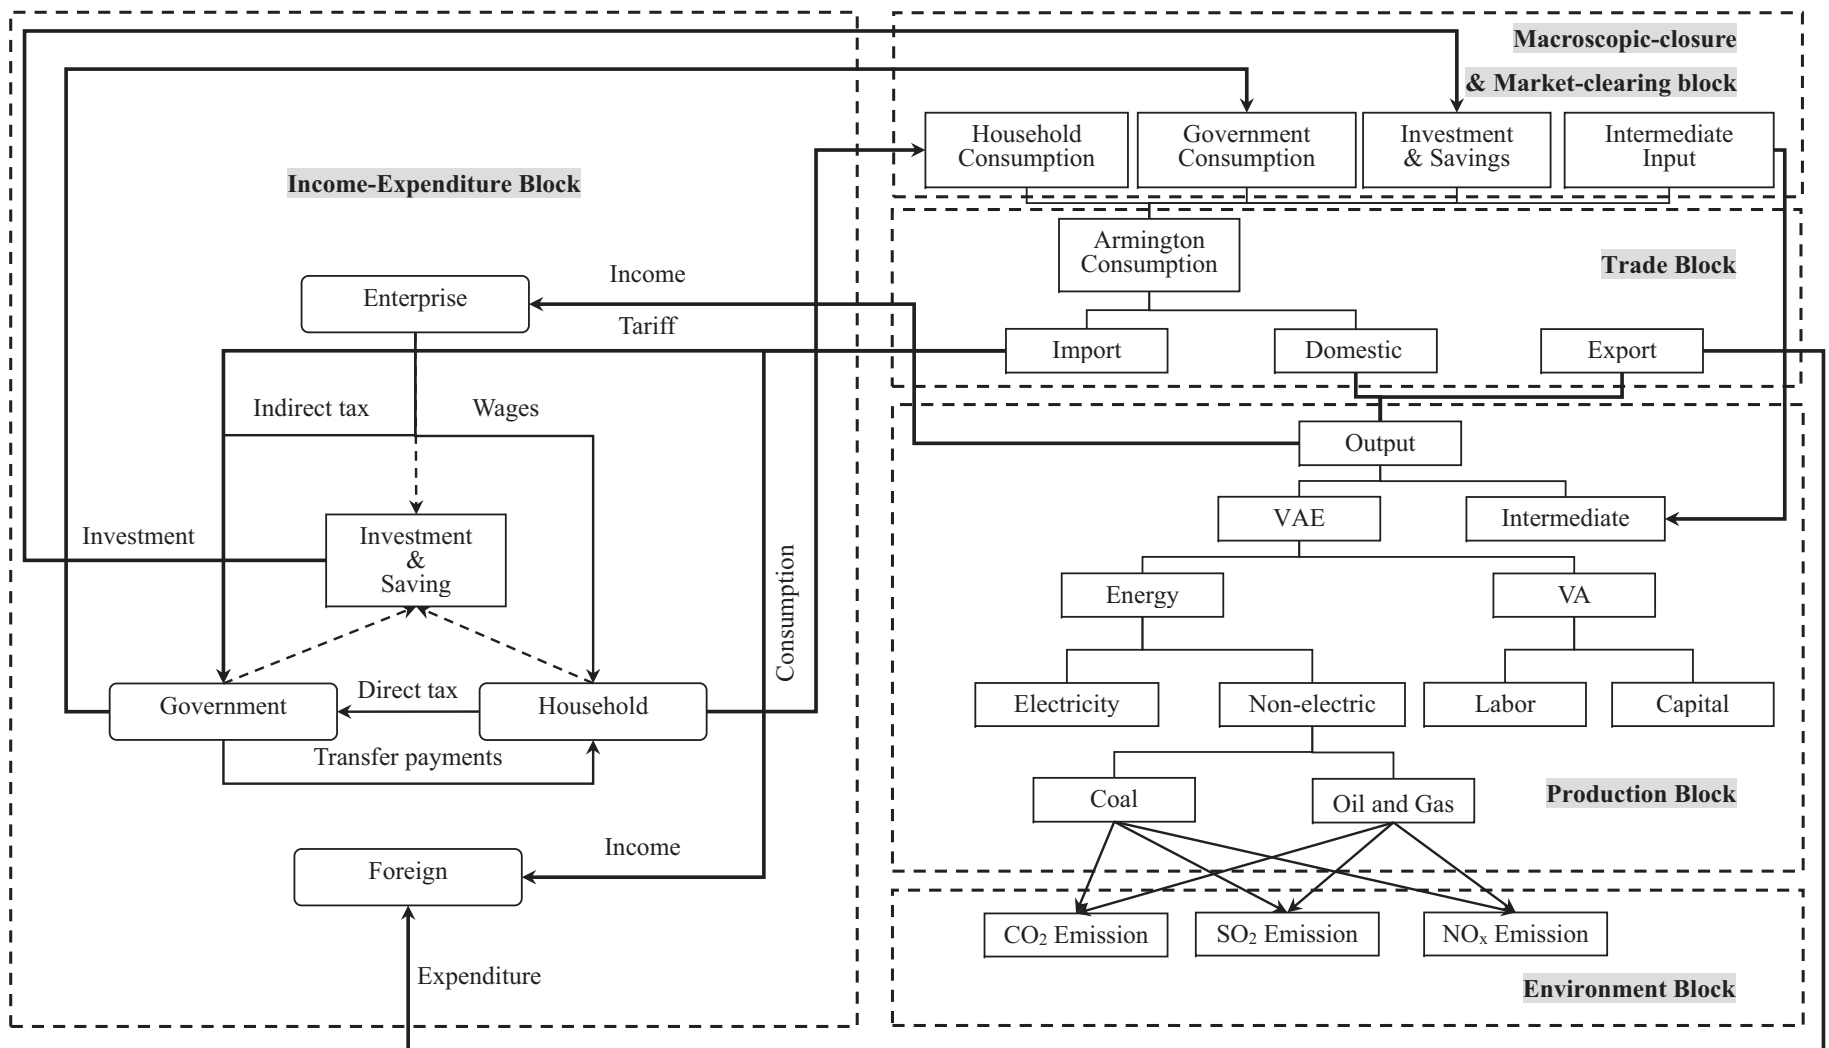 Macroscopic-closure
& Market-clearing block
Household
Consumption
Government
Consumption
Investment
& Savings
Intermediate
Input
Income-Expenditure Block
Armington
Consumption
Trade Block
Income
Enterprise
Tariff
Import
Domestic
Export
Indirect tax
Wages
Output
Investment
Investment
&
Saving
VAE
Intermediate
Energy
VA
Consumption
Government
Direct tax
Household
Electricity
Non-electric
Labor
Capital
Transfer payments
Coal
Oil and Gas
Production Block
Income
Foreign
CO₂ Emission
SO₂ Emission
NOₓ Emission
Expenditure
Environment Block